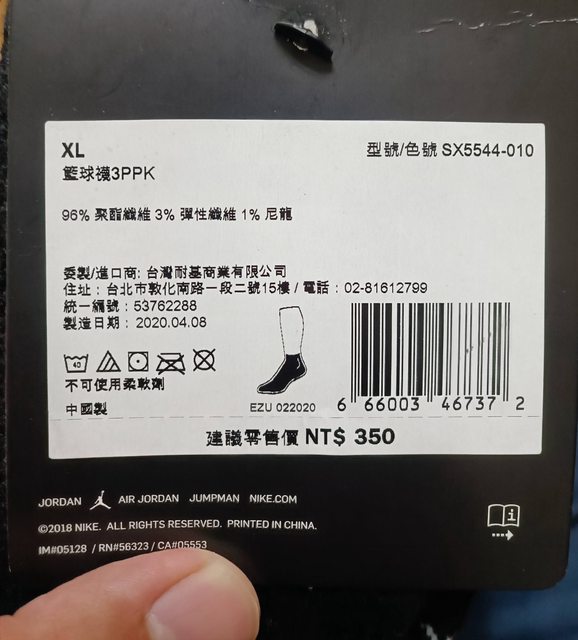 XL
型號/色號 SX5544-010
籃球襪3PPK
96% 聚酯纖維 3% 彈性纖維 1% 尼龍
委製/進口商: 台灣耐基商業有限公司
住址：台北市敦化南路一段二號15樓 / 電話：02-81612799
統一編號：53762288
製造日期：2020.04.08
40
不可使用柔軟劑
中國製
EZU 022020
6 66003 46737 2
建議零售價 NT$ 350
JORDAN AIR JORDAN JUMPMAN NIKE.COM
©2018 NIKE. ALL RIGHTS RESERVED. PRINTED IN CHINA.
IM#05128 / RN#56323 / CA#05553